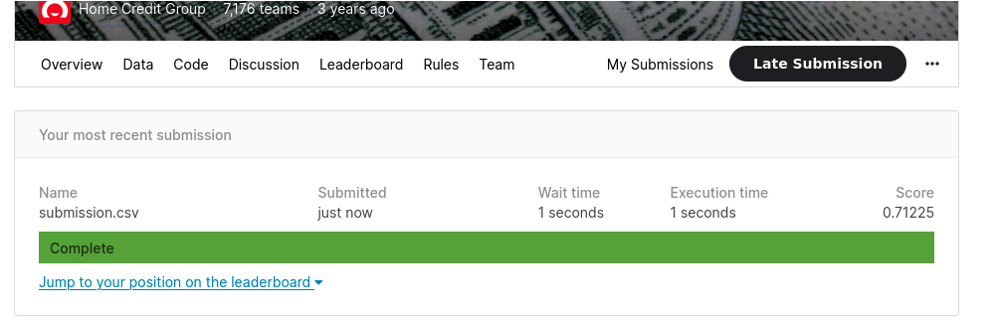 Home Credit Group · 7,176 teams · 3 years ago
Overview Data Code Discussion Leaderboard Rules Team My Submissions Late Submission
Your most recent submission
Name Submitted Wait time Execution time Score
submission.csv just now 1 seconds 1 seconds 0.71225
Complete
Jump to your position on the leaderboard